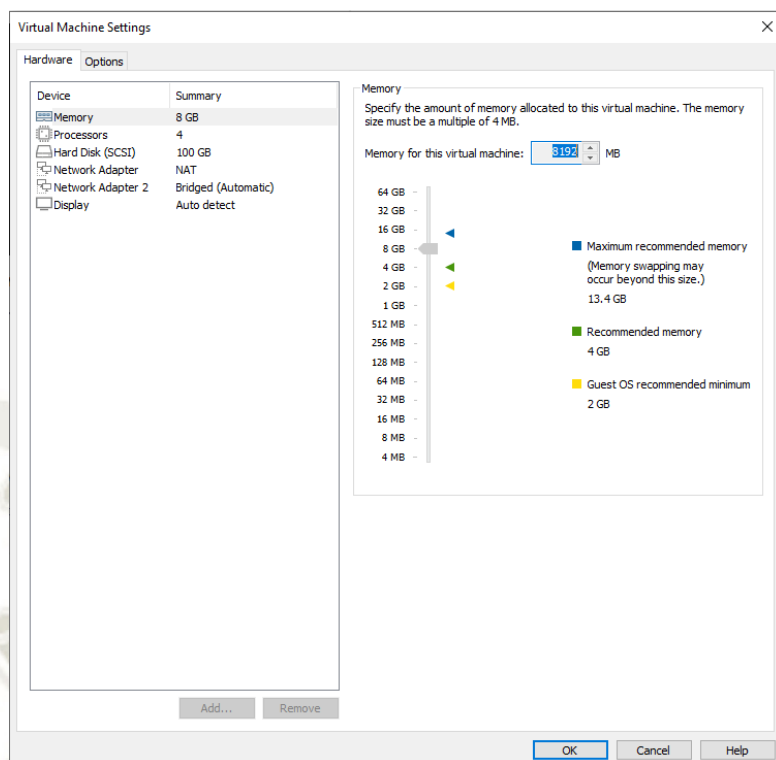 Virtual Machine Settings
Hardware Options
Device Summary
Memory 8 GB
Processors 4
Hard Disk (SCSI) 100 GB
Network Adapter NAT
Network Adapter 2 Bridged (Automatic)
Display Auto detect
Add... Remove
Memory
Specify the amount of memory allocated to this virtual machine. The memory
size must be a multiple of 4 MB.
Memory for this virtual machine: 8192 MB
64 GB
32 GB
16 GB
8 GB
4 GB
2 GB
1 GB
512 MB
256 MB
128 MB
64 MB
32 MB
16 MB
8 MB
4 MB
Maximum recommended memory
(Memory swapping may
occur beyond this size.)
13.4 GB
Recommended memory
4 GB
Guest OS recommended minimum
2 GB
OK Cancel Help